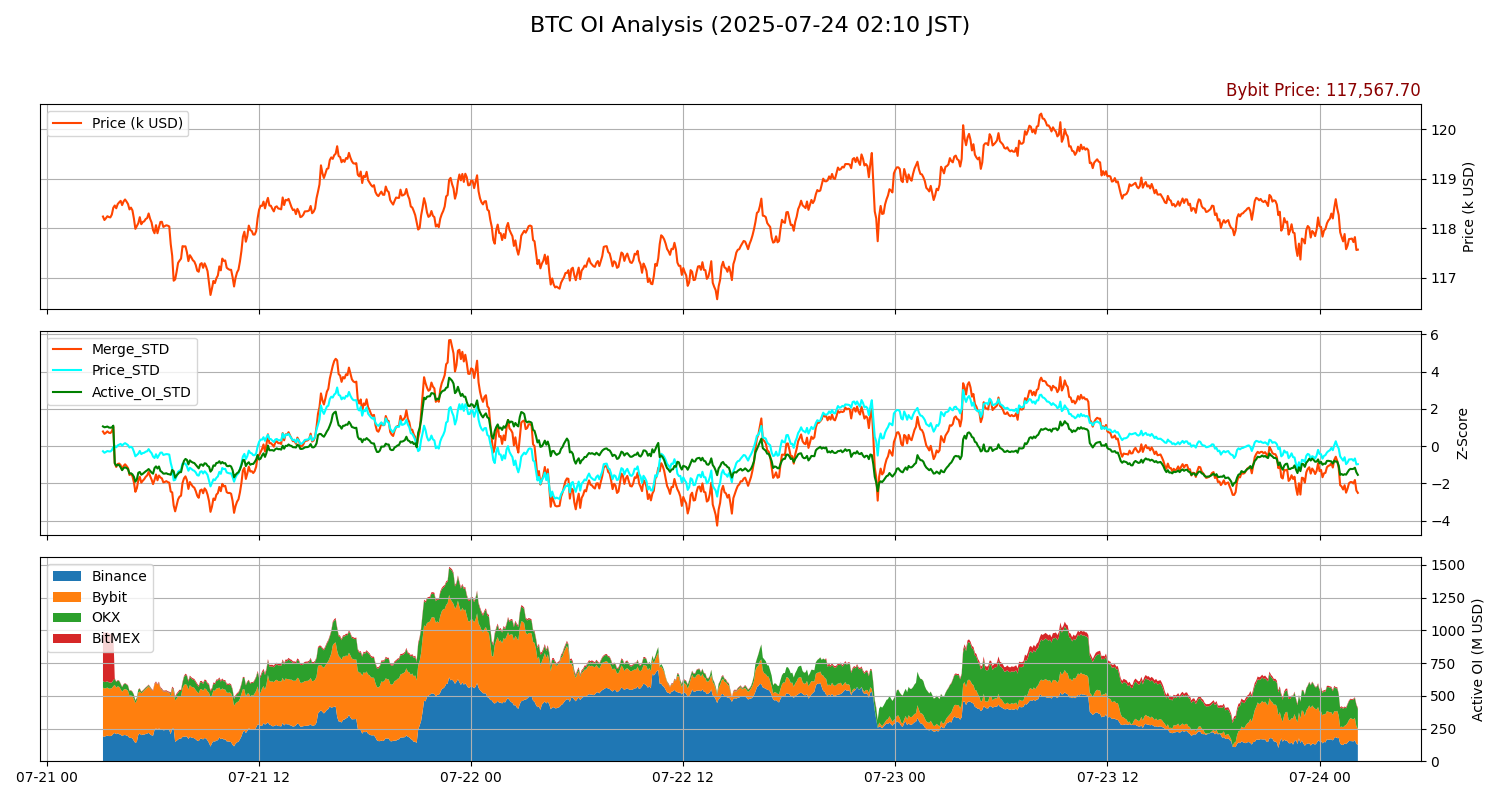 BTC OI Analysis (2025-07-24 02:10 JST)
Bybit Price: 117,567.70
Price (k USD)
120
119
118
117
Price (k USD)
Merge_STD
Price_STD
Active_OI_STD
6
4
2
0
−2
−4
Z-Score
Binance
Bybit
OKX
BitMEX
1500
1250
1000
750
500
250
0
Active OI (M USD)
07-21 00
07-21 12
07-22 00
07-22 12
07-23 00
07-23 12
07-24 00